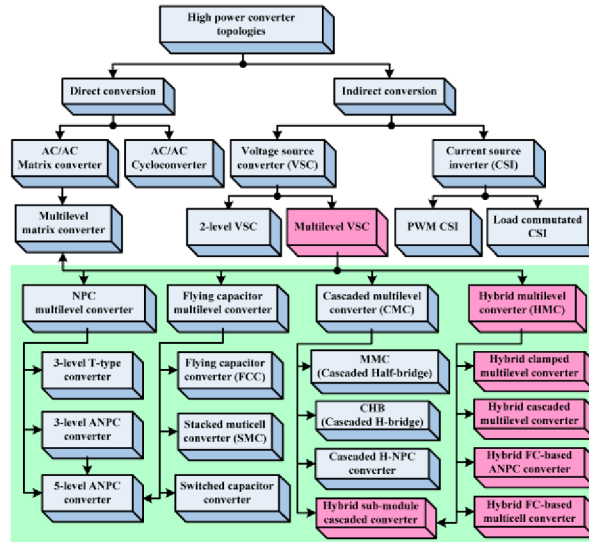 High power converter
topologies
Direct conversion
Indirect conversion
AC/AC
Matrix converter
AC/AC
Cycloconverter
Voltage source
converter (VSC)
Current source
inverter (CSI)
Multilevel
matrix converter
2-level VSC
Multilevel VSC
PWM CSI
Load commutated
CSI
NPC
multilevel converter
Flying capacitor
multilevel converter
Cascaded multilevel
converter (CMC)
Hybrid multilevel
converter (HMC)
3-level T-type
converter
Flying capacitor
converter (FCC)
MMC
(Cascaded Half-bridge)
Hybrid clamped
multilevel converter
3-level ANPC
converter
Stacked muticell
converter (SMC)
CHB
(Cascaded H-bridge)
Hybrid cascaded
multilevel converter
Cascaded H-NPC
converter
Hybrid FC-based
ANPC converter
5-level ANPC
converter
Switched capacitor
converter
Hybrid sub-module
cascaded converter
Hybrid FC-based
multicell converter